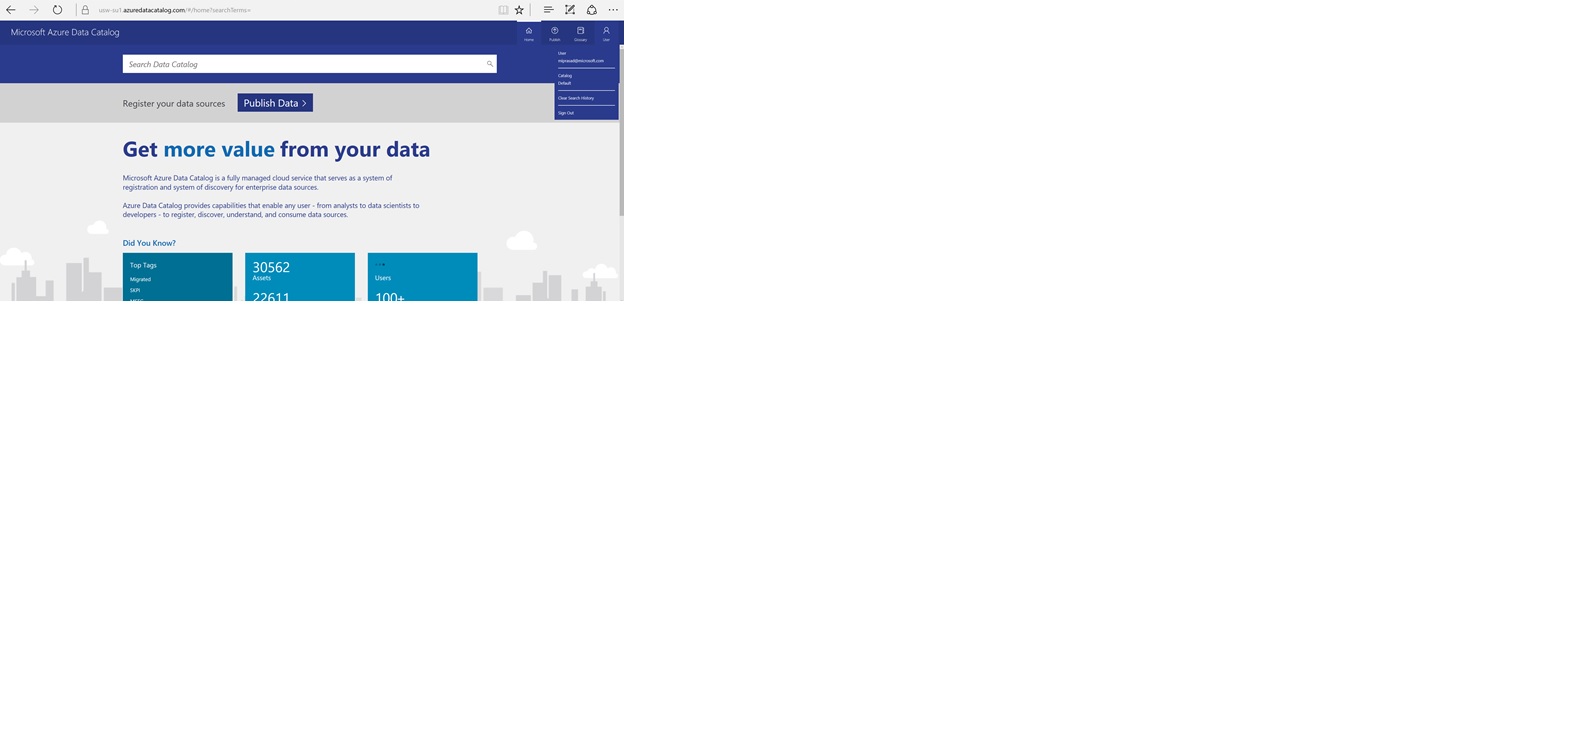 usw-su1.azuredatacatalog.com/#/home?searchTerms=
Microsoft Azure Data Catalog
Home
Publish
Glossary
User
Search Data Catalog
User
Catalog
Default
Clear Search History
Sign Out
Register your data sources
Publish Data
Get more value from your data
Microsoft Azure Data Catalog is a fully managed cloud service that serves as a system of
registration and system of discovery for enterprise data sources.
Azure Data Catalog provides capabilities that enable any user - from analysts to data scientists to
developers - to register, discover, understand, and consume data sources.
Did You Know?
Top Tags
Migrated
SKPI
30562
Assets
22611
Users
100+